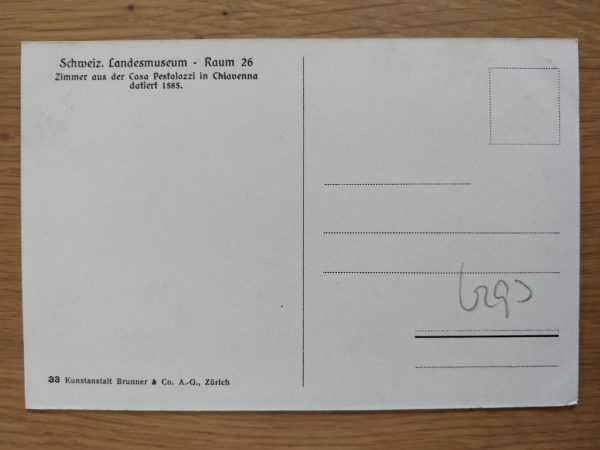 Schweiz. Landesmuseum - Raum 26
Zimmer aus der Casa Pestalozzi in Chiavenna
datiert 1585.
33 Kunstanstalt Brunner & Co. A.-G., Zürich